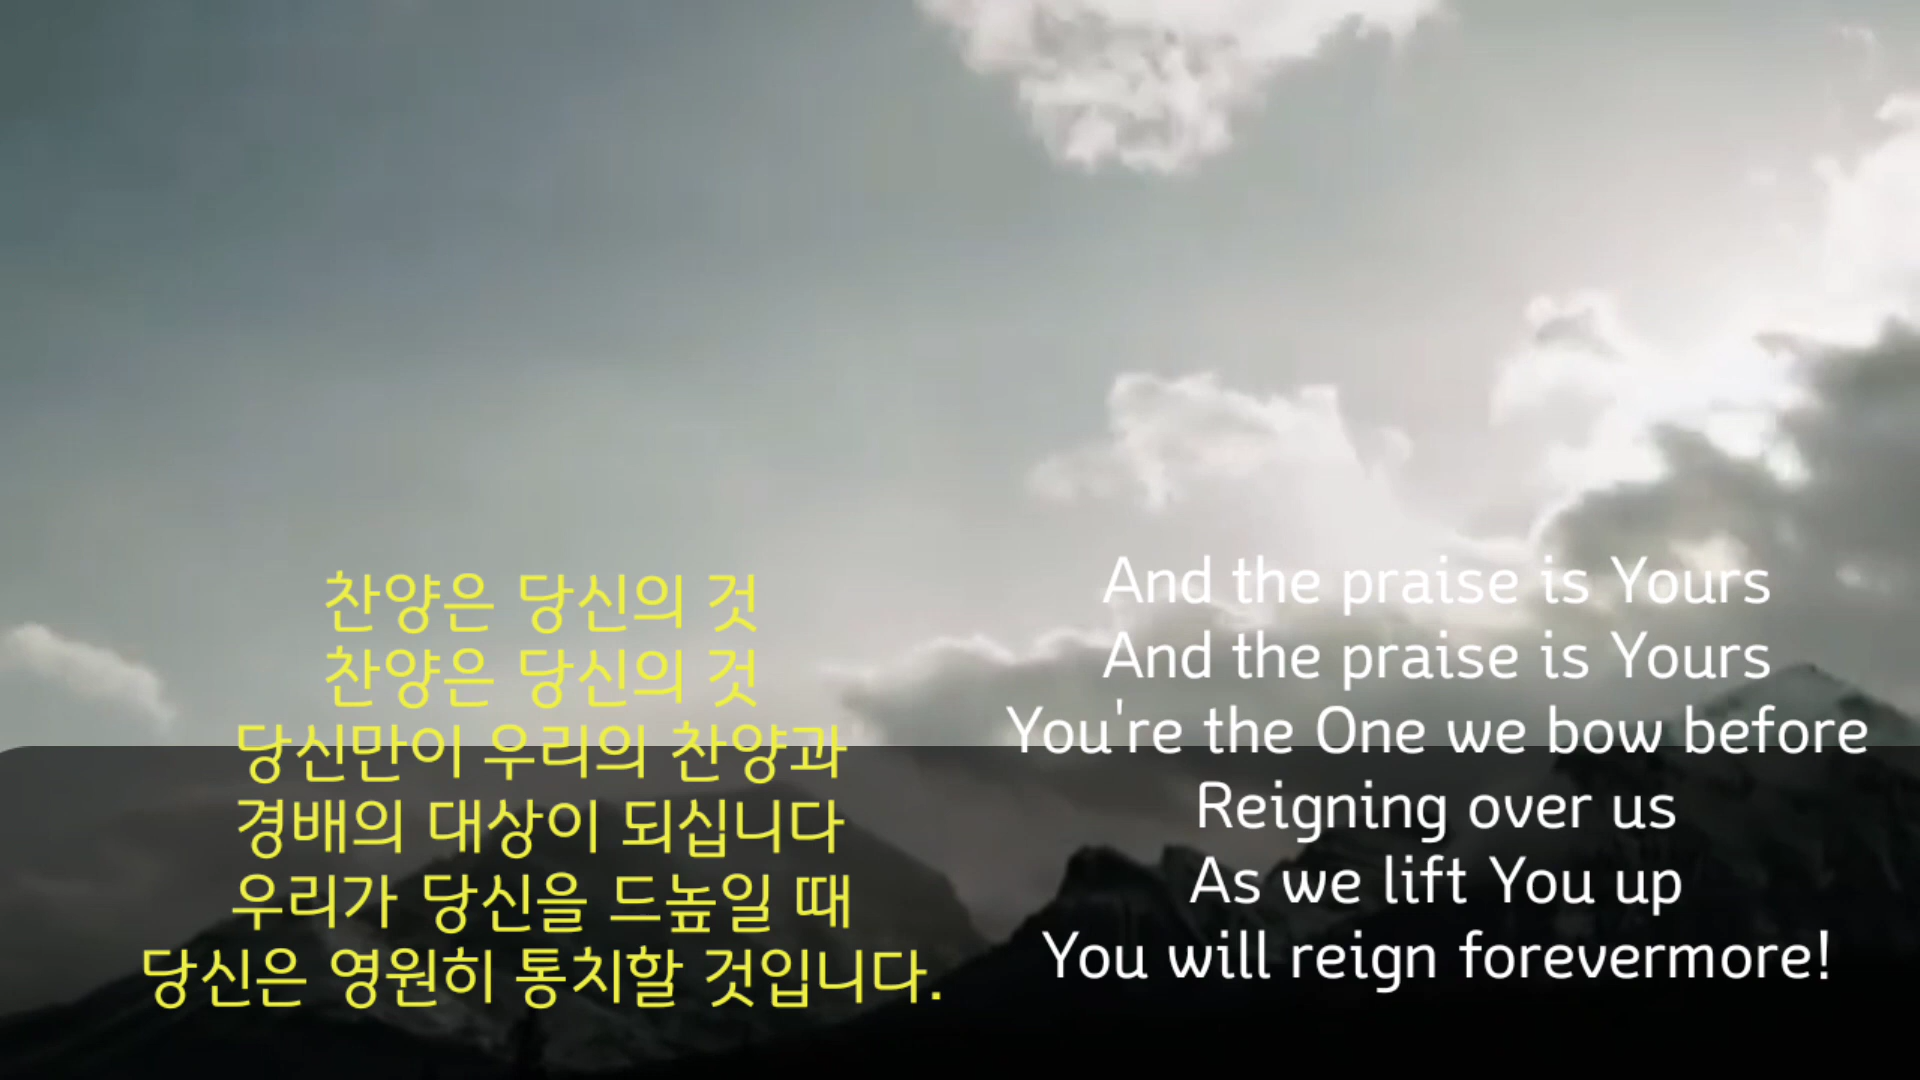 찬양은 당신의 것
찬양은 당신의 것
당신만이 우리의 찬양과
경배의 대상이 되십니다
우리가 당신을 드높일 때
당신은 영원히 통치할 것입니다.
And the praise is Yours
And the praise is Yours
You're the One we bow before
Reigning over us
As we lift You up
You will reign forevermore!